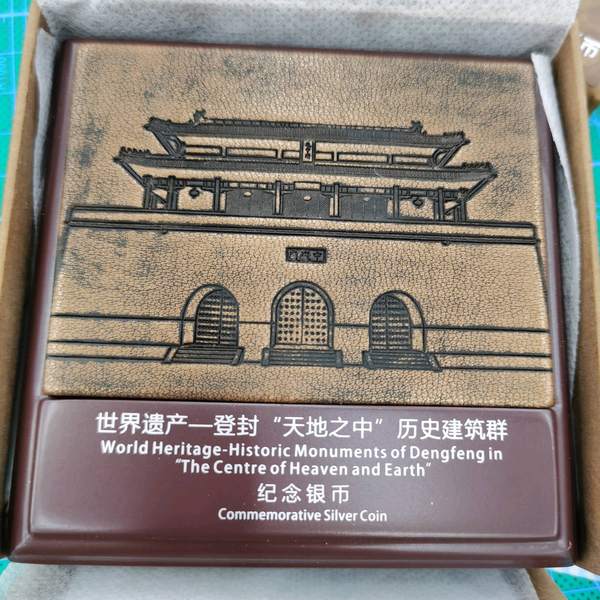 世界遗产—登封“天地之中”历史建筑群
World Heritage-Historic Monuments of Dengfeng in
"The Centre of Heaven and Earth"
纪念银币
Commemorative Silver Coin
币